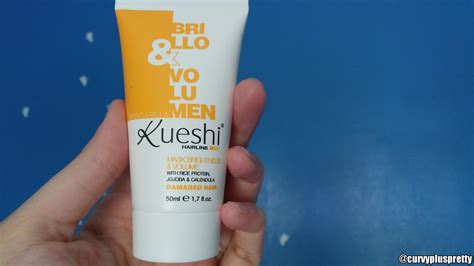 BRI
LLO
&
VO
LU
MEN
Kueshi®
HAIRLINE
MASK BRIGHTNESS
& VOLUME
WITH RICE PROTEIN,
JOJOBA & CALENDULA
DAMAGED HAIR
50ml ℮ 1,7 fl.oz.
@curvypluspretty